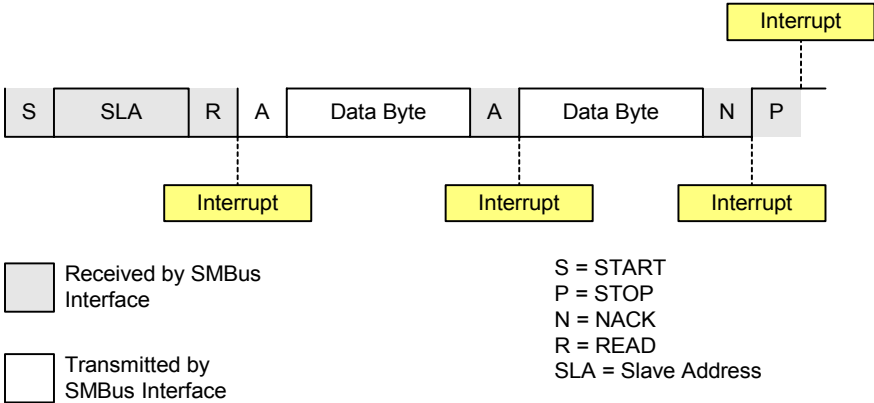 Interrupt
S SLA R A Data Byte A Data Byte N P
Interrupt Interrupt Interrupt
Received by SMBus
Interface
Transmitted by
SMBus Interface
S = START
P = STOP
N = NACK
R = READ
SLA = Slave Address